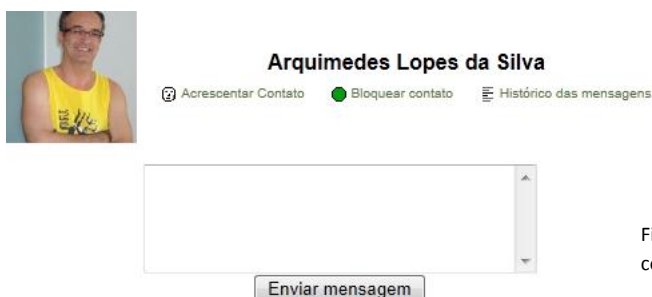 Arquimedes Lopes da Silva
Acrescentar Contato Bloquear contato Histórico das mensagens
Enviar mensagem